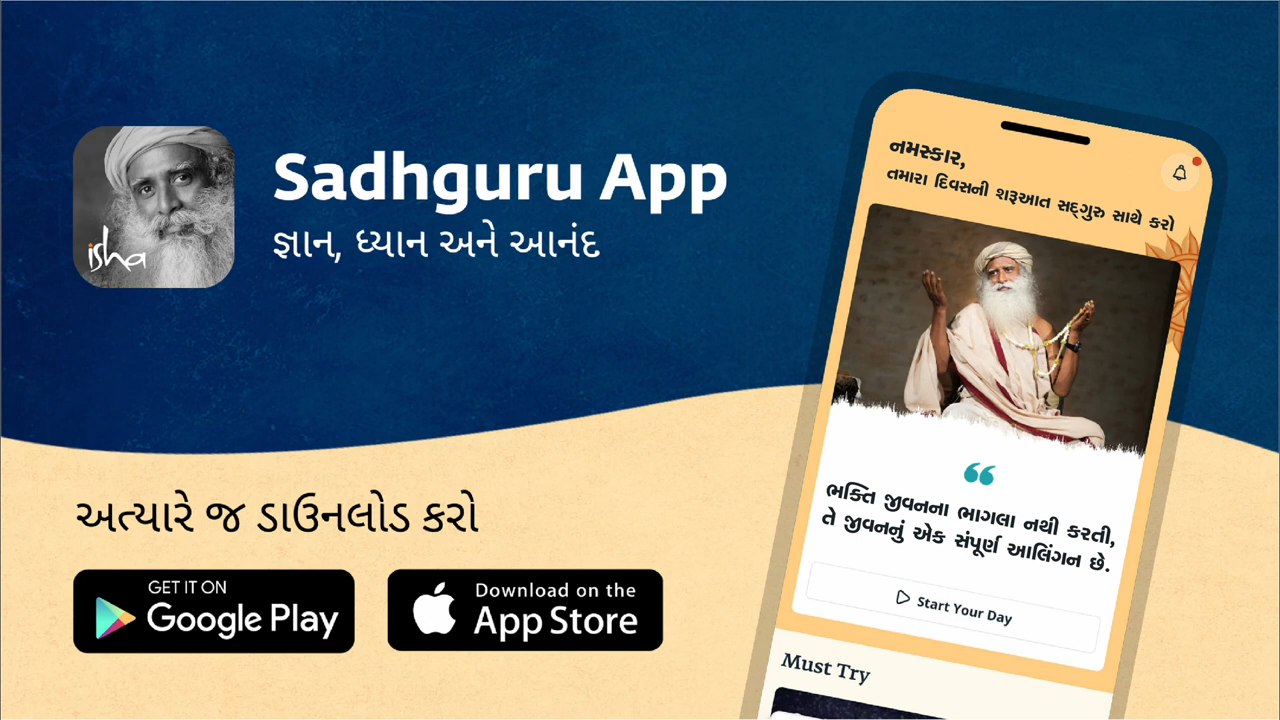 isha
Sadhguru App
જ્ઞાન, ધ્યાન અને આનંદ
અત્યારે જ ડાઉનલોડ કરો
GET IT ON
Google Play
Download on the
App Store
નમસ્કાર,
તમારા દિવસની શરૂઆત સદ્‌ગુરુ સાથે કરો
“
ભક્તિ જીવનના ભાગલા નથી કરતી,
તે જીવનનું એક સંપૂર્ણ આલિંગન છે.
Start Your Day
Must Try